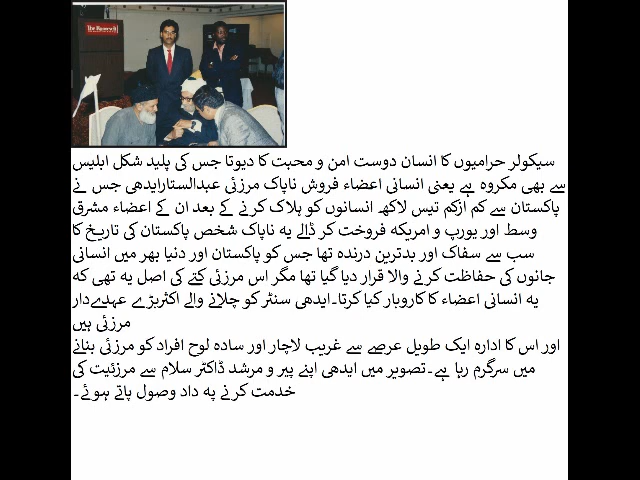 The Research
سیکولر حرامیوں کا انسان دوست امن و محبت کا دیوتا جس کی پلید شکل ابلیس
سے بھی مکروہ ہے یعنی انسانی اعضاء فروش ناپاک مرزئی عبدالستارایدھی جس نے
پاکستان سے کم ازکم تیس لاکھ انسانوں کو ہلاک کرنے کے بعد ان کے اعضاء مشرق
وسط اور یورپ و امریکہ فروخت کر ڈالے یہ ناپاک شخص پاکستان کی تاریخ کا
سب سے سفاک اور بدترین درندہ تھا جس کو پاکستان اور دنیا بھر میں انسانی
جانوں کی حفاظت کرنے والا قرار دیا گیا تھا مگر اس مرزئی کتے کی اصل یہ تھی کہ
یہ انسانی اعضاء کا کاروبار کیا کرتا۔ایدھی سنٹر کو چلانے والے اکثربڑے عہدےدار
مرزئی ہیں
اور اس کا ادارہ ایک طویل عرصے سے غریب لاچار اور سادہ لوح افراد کو مرزئی بنانے
میں سرگرم رہا ہے۔تصویر میں ایدھی اپنے پیر و مرشد ڈاکٹر سلام سے مرزئیت کی
خدمت کرنے پہ داد وصول پاتے ہوئے۔